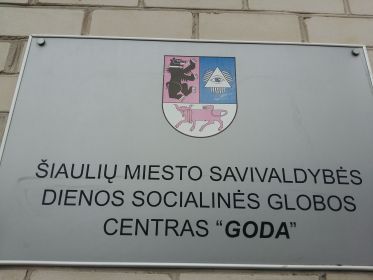 ŠIAULIŲ MIESTO SAVIVALDYBĖS
DIENOS SOCIALINĖS GLOBOS
CENTRAS “GODA”